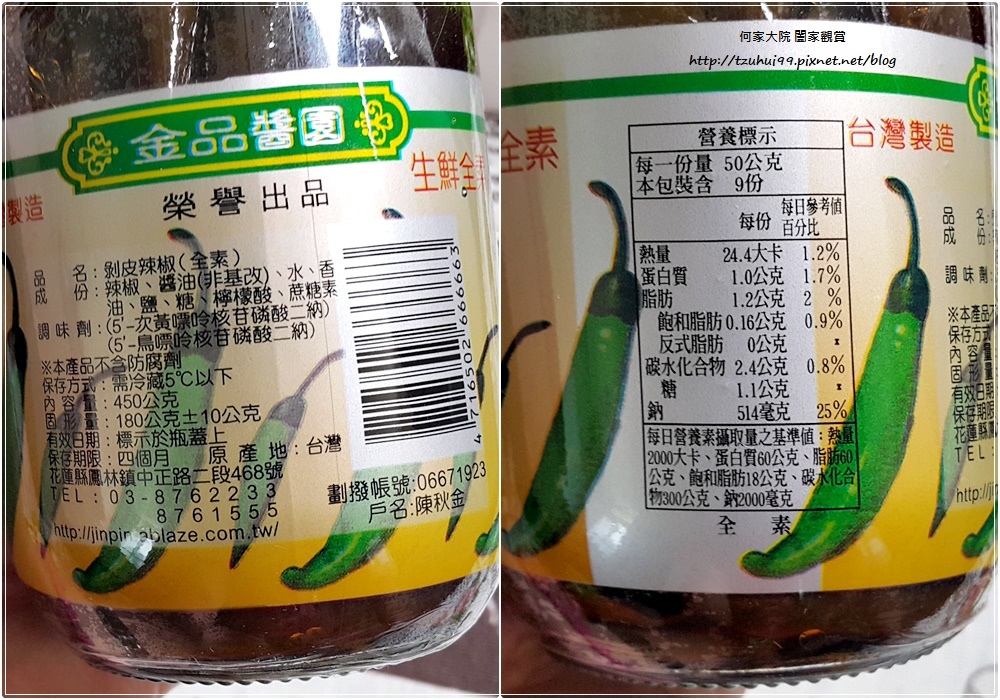 金品醬園
生鮮全素
製造
榮譽出品
品名：剝皮辣椒(全素)
成份：辣椒、醬油(非基改)、水、香
油、鹽、糖、檸檬酸、蔗糖素
調味劑：(5'-次黃嘌呤核苷磷酸二鈉)
(5'-鳥嘌呤核苷磷酸二鈉)
※本產品不含防腐劑
保存方式：需冷藏5℃以下
內容量：450公克
固形量：180公克±10公克
有效日期：標示於瓶蓋上
保存期限：四個月 原產地：台灣
花蓮縣鳳林鎮中正路二段468號
TEL：03-8762233
8761555
http://jinpin.ablaze.com.tw/
4716502666663
劃撥帳號:06671923
戶名:陳秋金
何家大院 闔家觀賞
http://tzuhui99.pixnet.net/blog
全素
台灣製造
營養標示
每一份量 50公克
本包裝含 9份
每份 每日參考值百分比
熱量 24.4大卡 1.2%
蛋白質 1.0公克 1.7%
脂肪 1.2公克 2 %
飽和脂肪 0.16公克 0.9%
反式脂肪 0公克 *
碳水化合物 2.4公克 0.8%
糖 1.1公克 *
鈉 514毫克 25%
每日營養素攝取量之基準值：熱量
2000大卡、蛋白質60公克、脂肪60
公克、飽和脂肪18公克、碳水化合
物300公克、鈉2000毫克
全素
品名:
成份:
調味劑:
※本產品
保存方式
內容量
固形量
有效日期
保存期限
花蓮縣
TEL:
http://jin